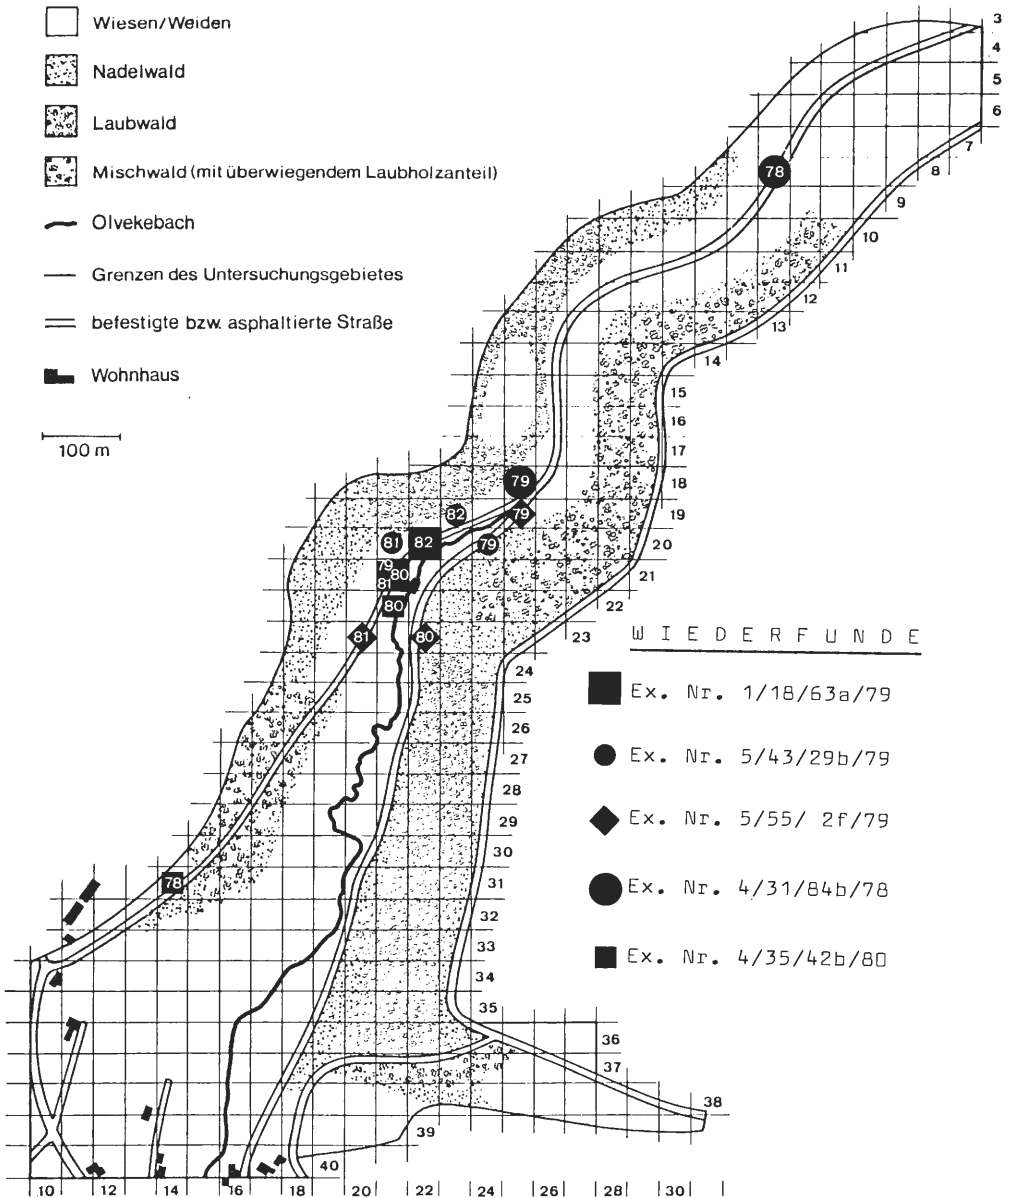 Wiesen/Weiden
Nadelwald
Laubwald
Mischwald (mit überwiegendem Laubholzanteil)
Olvekebach
Grenzen des Untersuchungsgebietes
befestigte bzw. asphaltierte Straße
Wohnhaus
100 m
3
4
5
6
7
8
9
10
11
12
13
14
15
16
17
18
19
20
21
22
23
24
25
26
27
28
29
30
31
32
33
34
35
36
37
38
39
40
78
79
82 79
81 82 79
79 80
81
80
81 80
78
WIEDERFUNDE
Ex. Nr. 1/18/63a/79
Ex. Nr. 5/43/29b/79
Ex. Nr. 5/55/ 2f/79
Ex. Nr. 4/31/84b/78
Ex. Nr. 4/35/42b/80
10 12 14 16 18 20 22 24 26 28 30